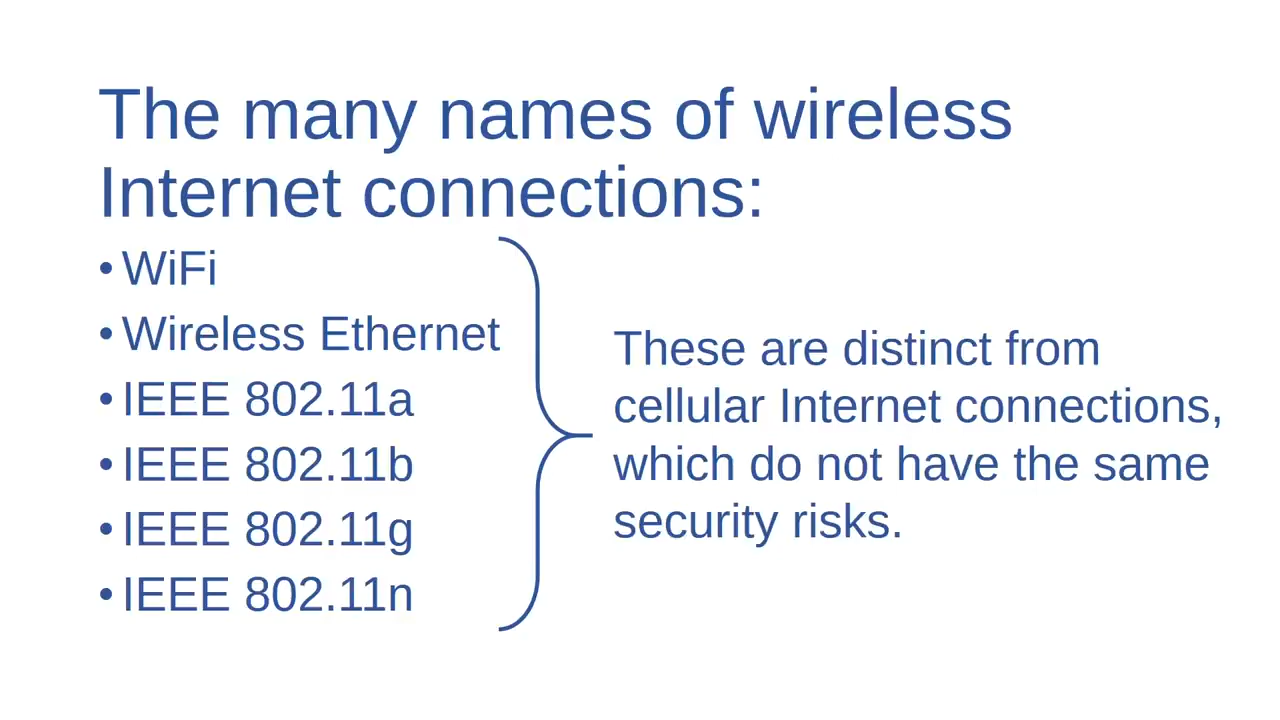 The many names of wireless
Internet connections:
• WiFi
• Wireless Ethernet
• IEEE 802.11a
• IEEE 802.11b
• IEEE 802.11g
• IEEE 802.11n
These are distinct from
cellular Internet connections,
which do not have the same
security risks.